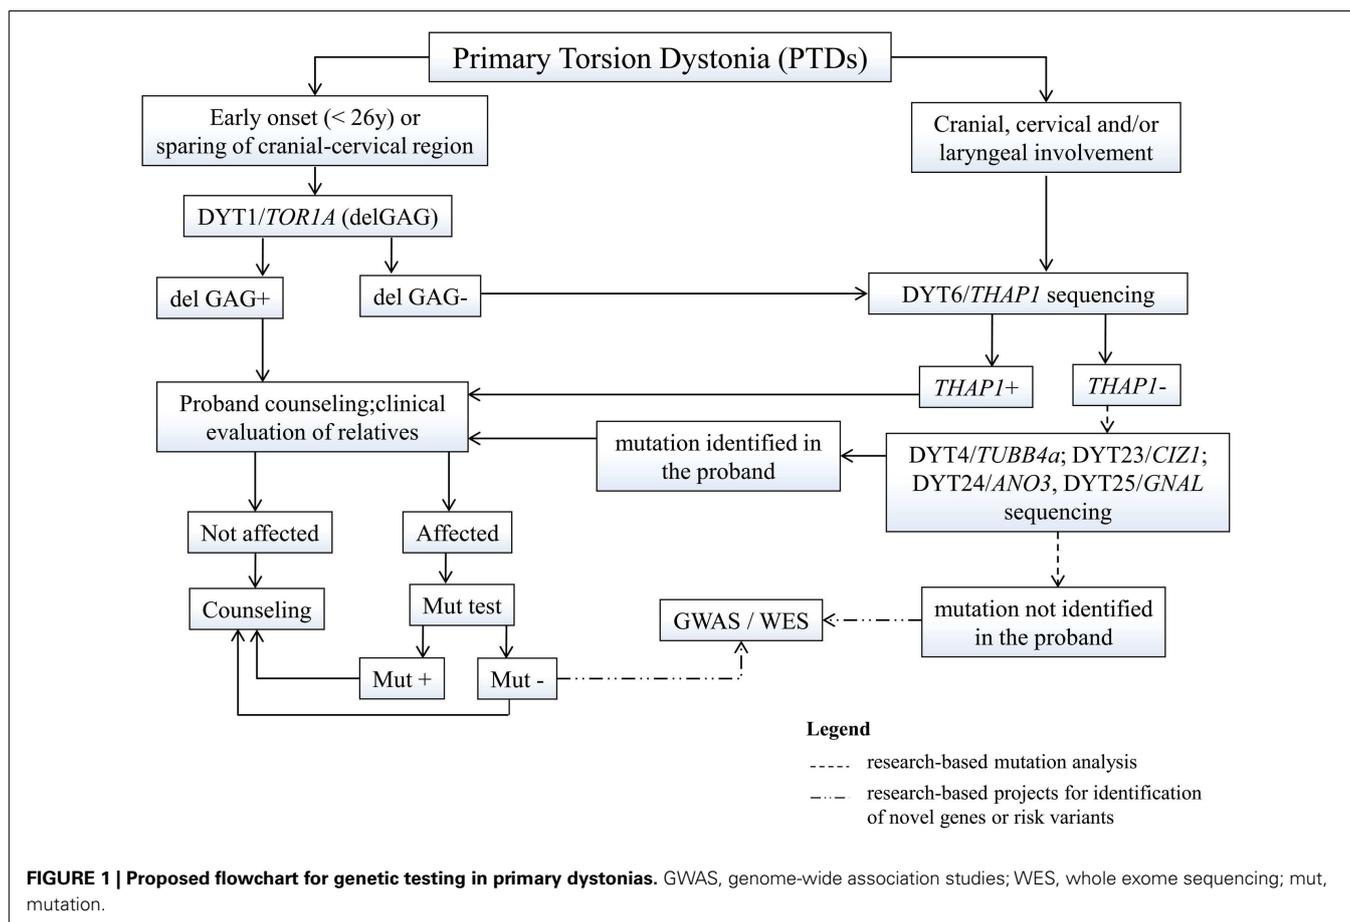 Primary Torsion Dystonia (PTDs)
Early onset (< 26y) or
sparing of cranial-cervical region
Cranial, cervical and/or
laryngeal involvement
DYT1/TOR1A (delGAG)
del GAG+
del GAG-
DYT6/THAP1 sequencing
THAP1+
THAP1-
Proband counseling;clinical
evaluation of relatives
mutation identified in
the proband
DYT4/TUBB4a; DYT23/CIZ1;
DYT24/ANO3, DYT25/GNAL
sequencing
Not affected
Affected
Counseling
Mut test
GWAS / WES
mutation not identified
in the proband
Mut +
Mut -
Legend
research-based mutation analysis
research-based projects for identification
of novel genes or risk variants
FIGURE 1 | Proposed flowchart for genetic testing in primary dystonias. GWAS, genome-wide association studies; WES, whole exome sequencing; mut,
mutation.